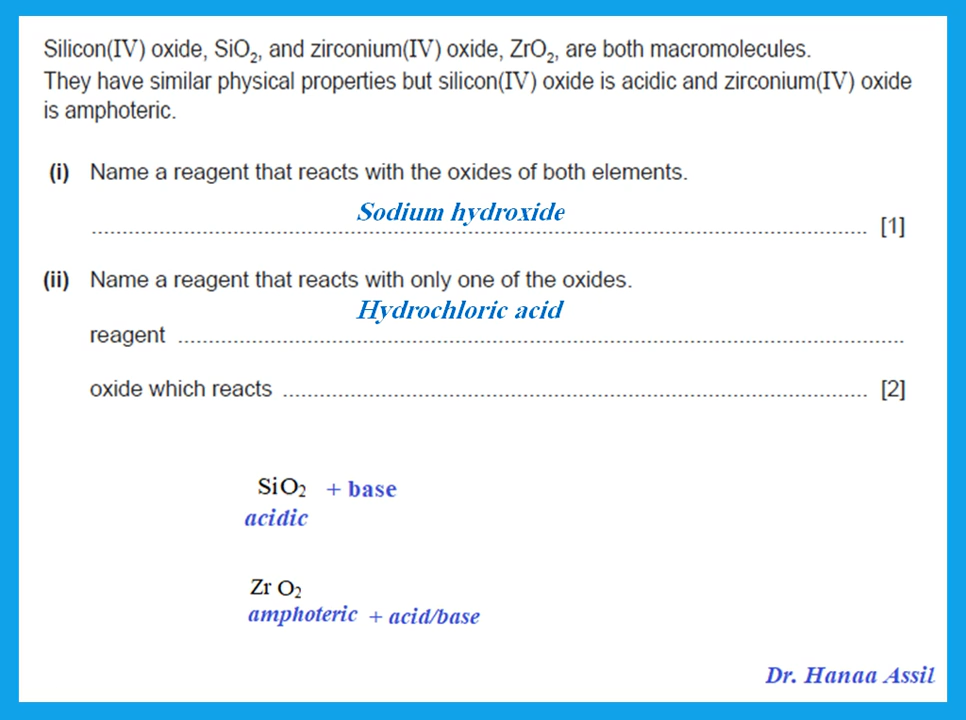 Silicon(IV) oxide, SiO₂, and zirconium(IV) oxide, ZrO₂, are both macromolecules.
They have similar physical properties but silicon(IV) oxide is acidic and zirconium(IV) oxide
is amphoteric.
(i) Name a reagent that reacts with the oxides of both elements.
Sodium hydroxide
[1]
(ii) Name a reagent that reacts with only one of the oxides.
Hydrochloric acid
reagent
oxide which reacts [2]
SiO₂ + base
acidic
Zr O₂
amphoteric + acid/base
Dr. Hanaa Assil